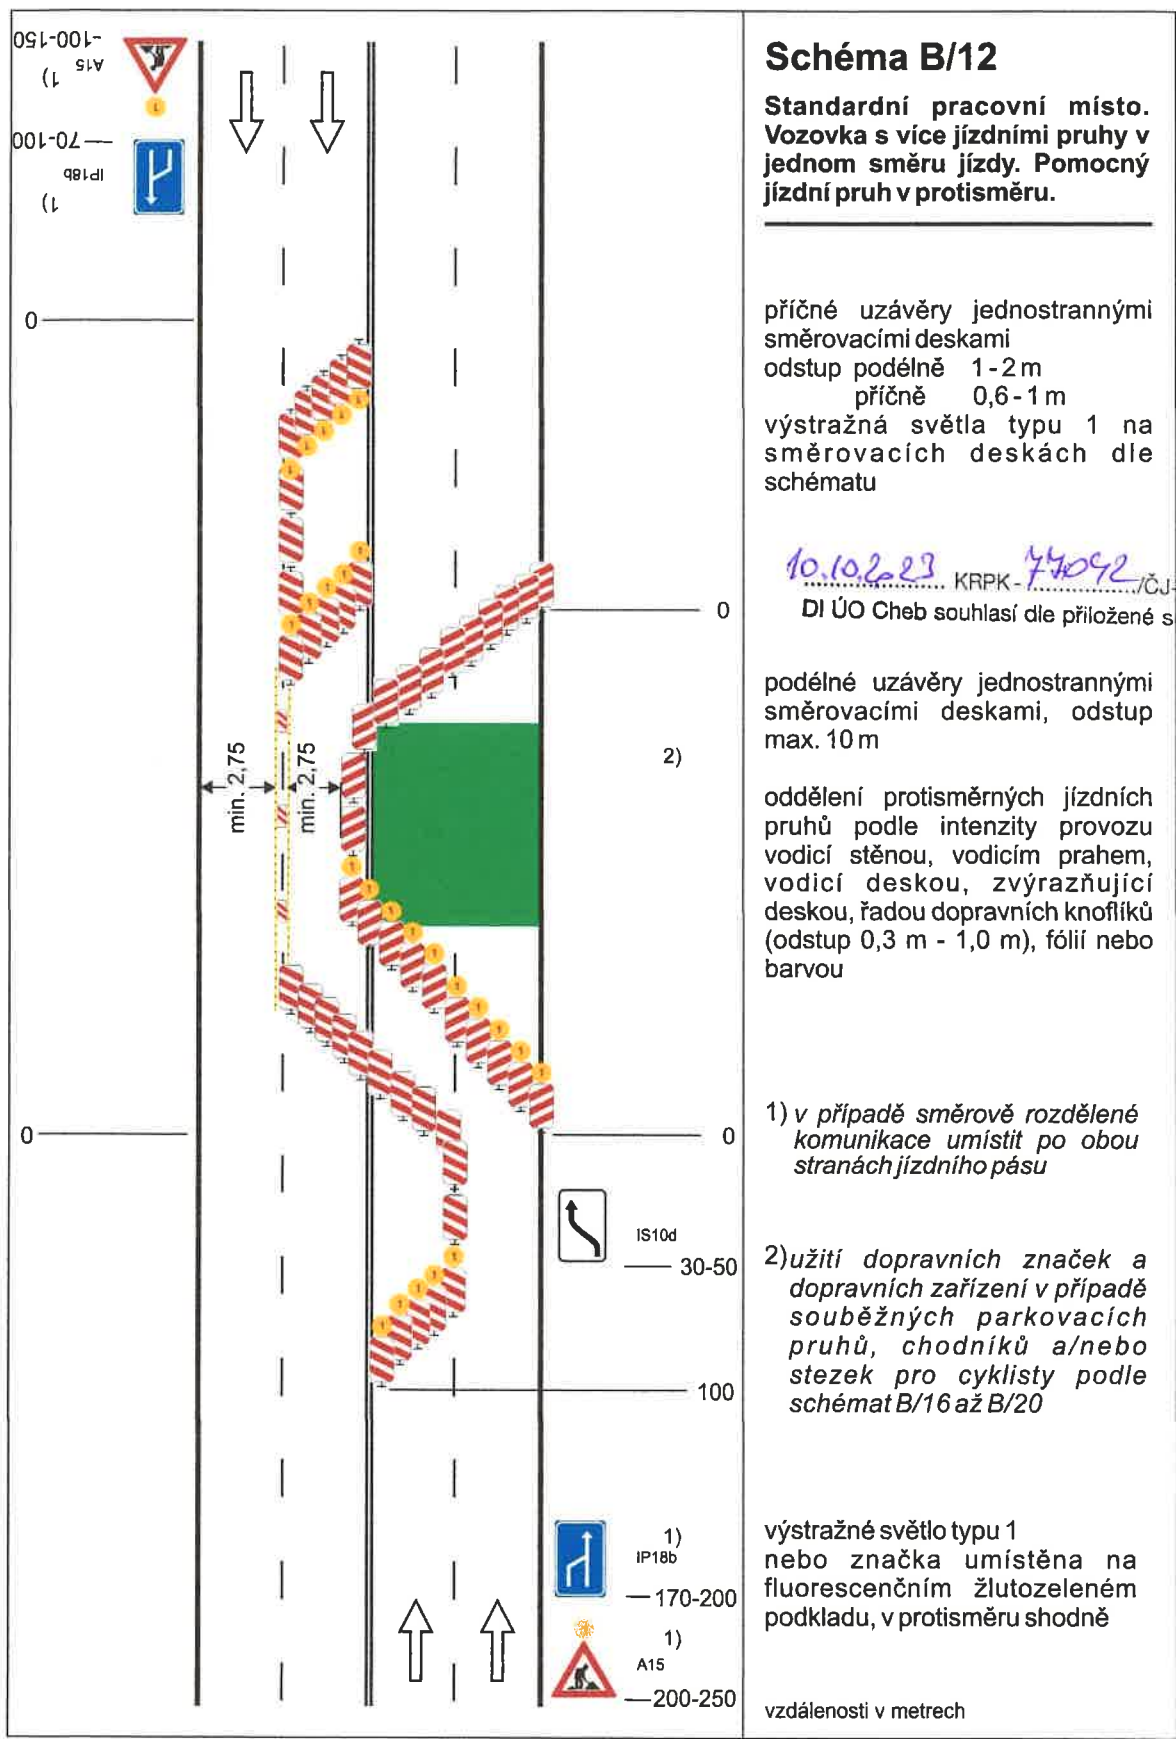 Schéma B/12
Standardní pracovní místo.
Vozovka s více jízdními pruhy v
jednom směru jízdy. Pomocný
jízdní pruh v protisměru.
příčné uzávěry jednostrannými
směrovacími deskami
odstup podélně 1-2 m
příčně 0,6-1 m
výstražná světla typu 1 na
směrovacích deskách dle
schématu
10.10.2023 KRPK-77092/ČJ-
DI ÚO Cheb souhlasí dle přiložené s
podélné uzávěry jednostrannými
směrovacími deskami, odstup
max. 10 m
oddělení protisměrných jízdních
pruhů podle intenzity provozu
vodicí stěnou, vodicím prahem,
vodicí deskou, zvýrazňující
deskou, řadou dopravních knoflíků
(odstup 0,3 m - 1,0 m), fólií nebo
barvou
1) v případě směrově rozdělené
komunikace umístit po obou
stranách jízdního pásu
2) užití dopravních značek a
dopravních zařízení v případě
souběžných parkovacích
pruhů, chodníků a/nebo
stezek pro cyklisty podle
schémat B/16 až B/20
výstražné světlo typu 1
nebo značka umístěna na
fluorescenčním žlutozeleném
podkladu, v protisměru shodně
vzdálenosti v metrech
-100-150
A15
1)
1
70-100
IP18b
1)
0
0
2)
min. 2,75
min. 2,75
0
0
IS10d
30-50
100
1)
IP18b
170-200
1)
A15
200-250